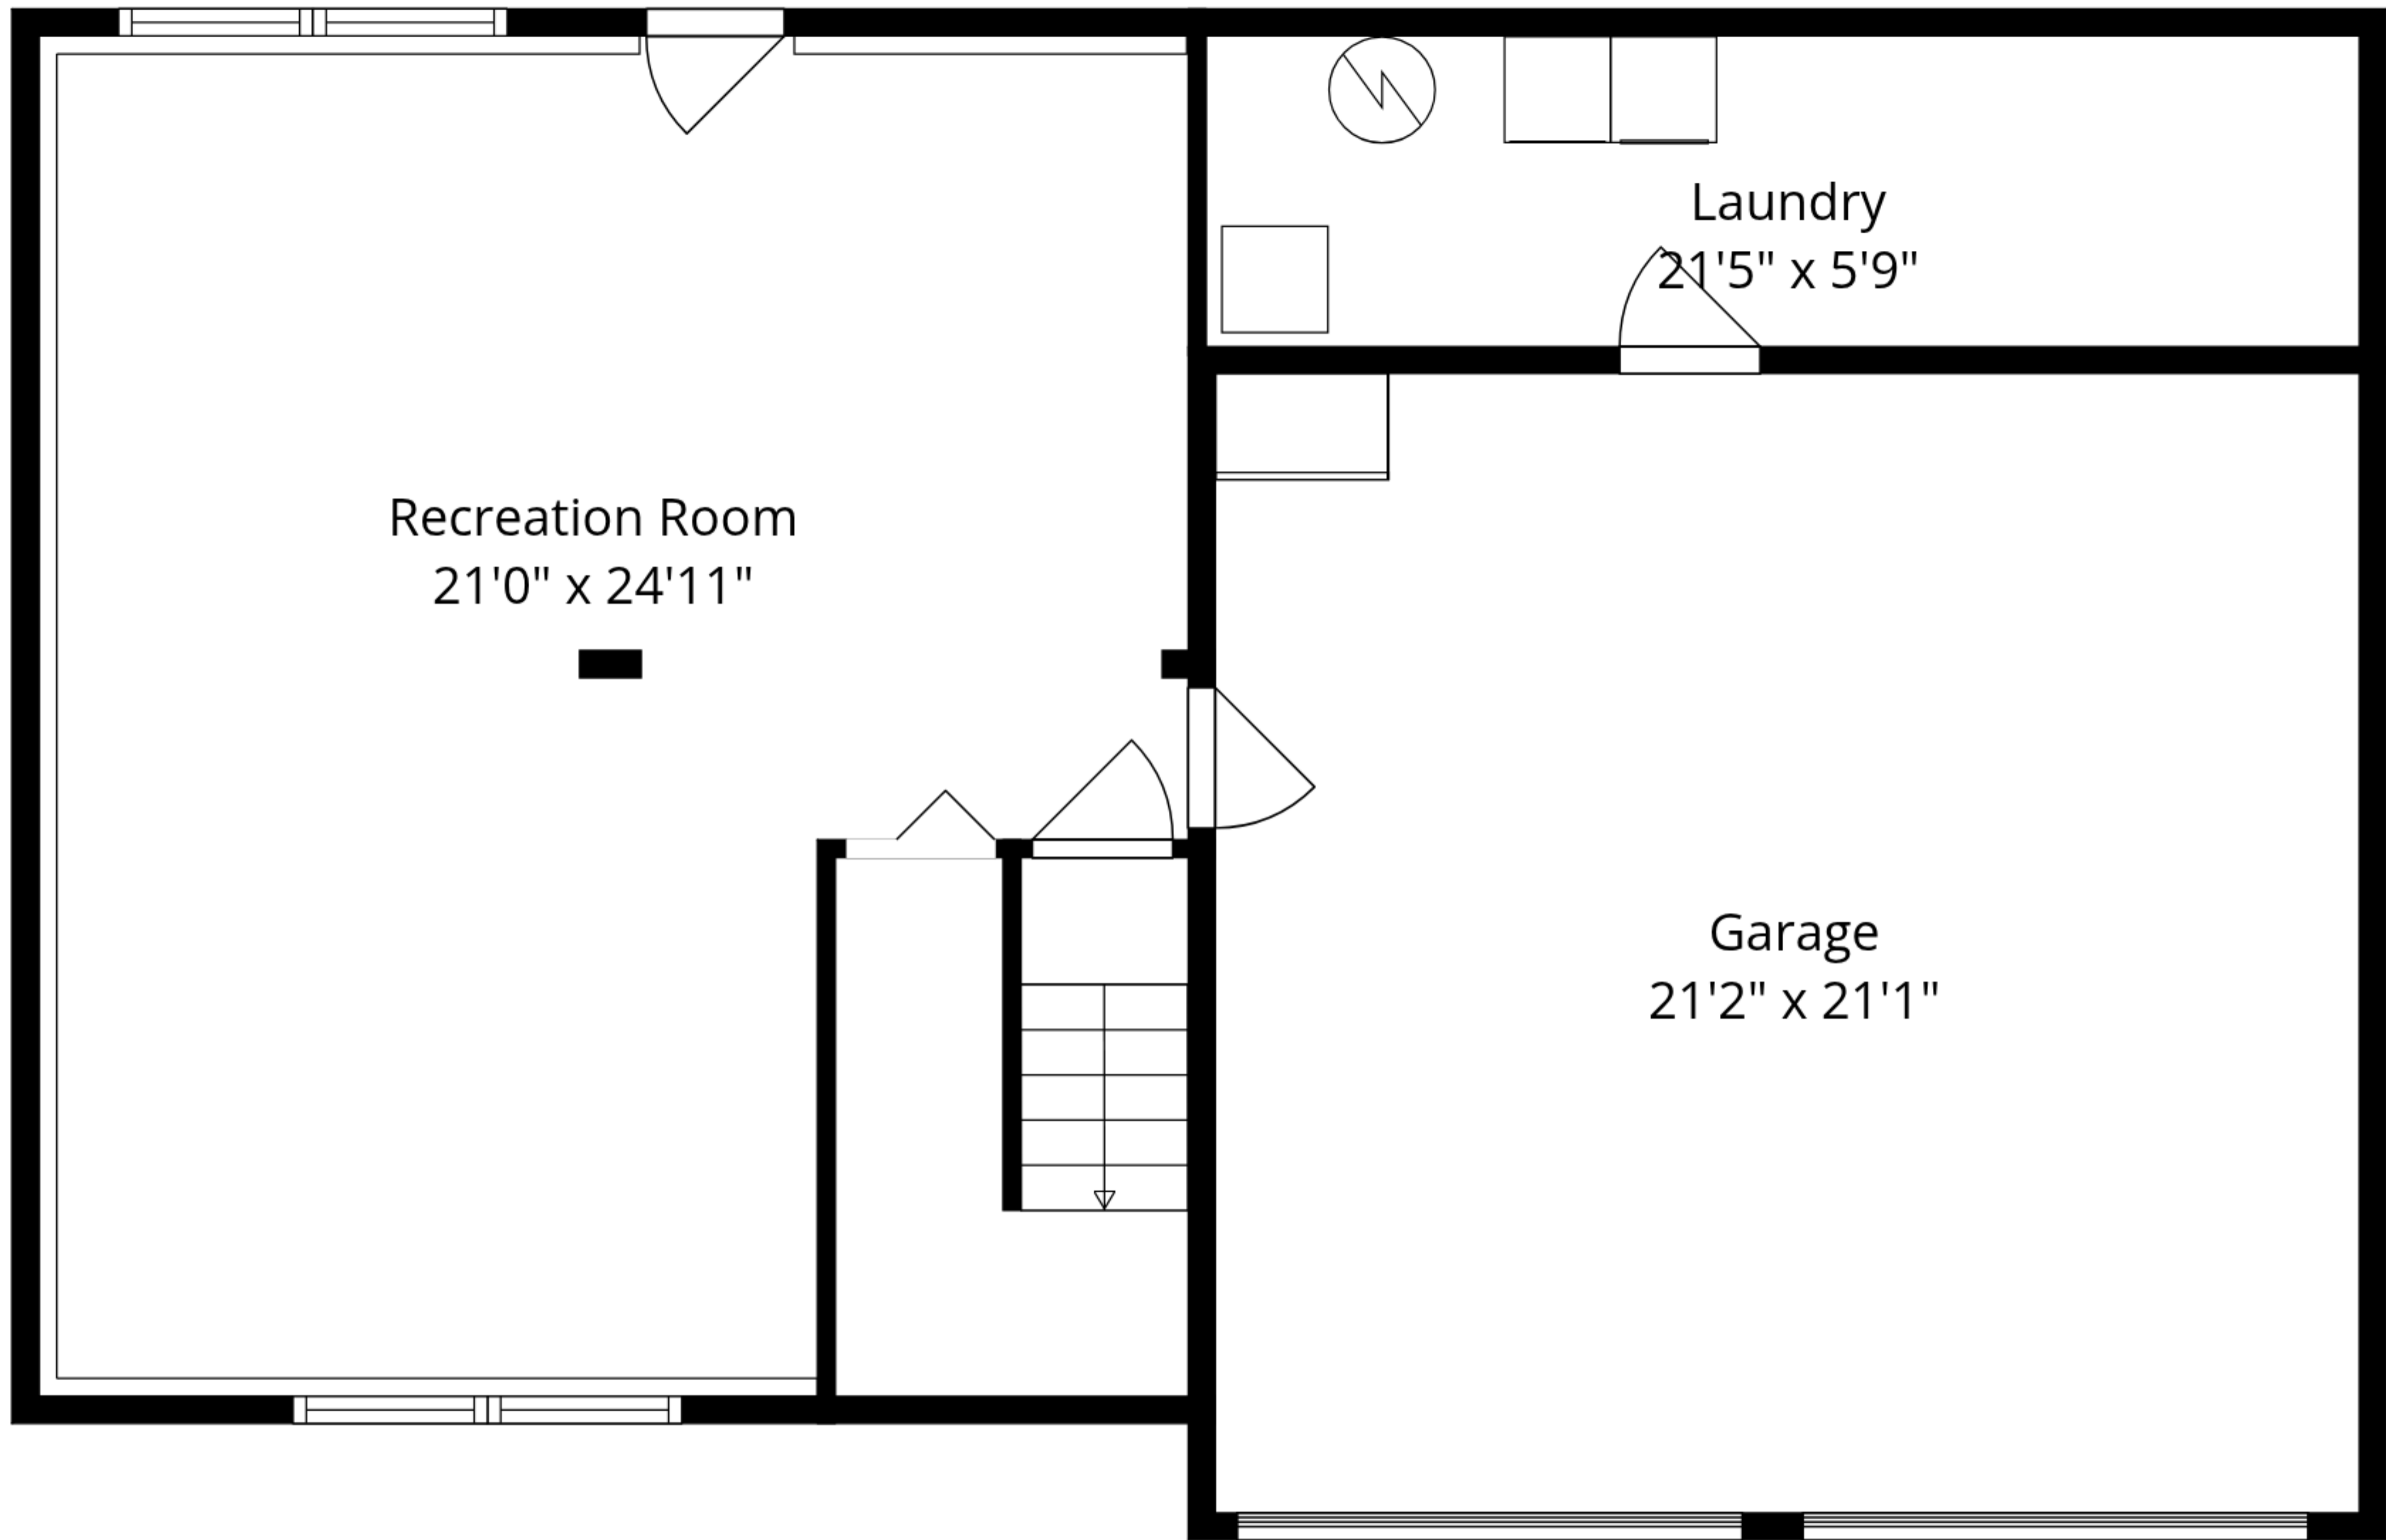 Laundry
21'5" x 5'9"
Recreation Room
21'0" x 24'11"
Garage
21'2" x 21'1"